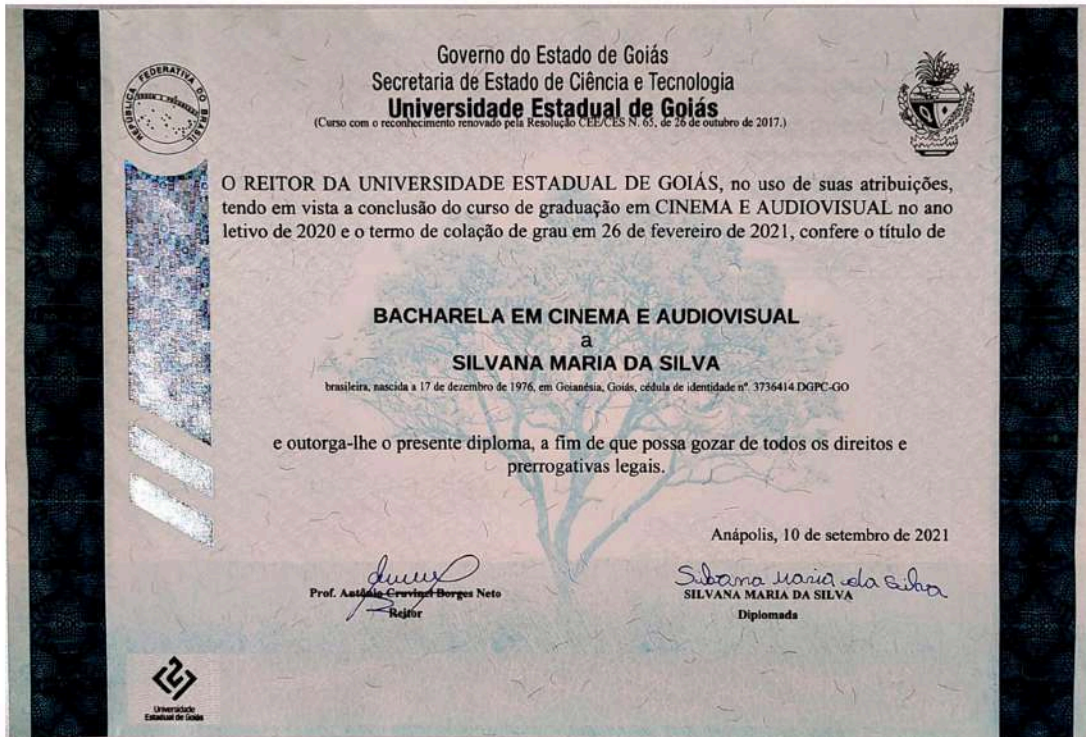 Governo do Estado de Goiás
Secretaria de Estado de Ciência e Tecnologia
Universidade Estadual de Goiás
(Curso com o reconhecimento renovado pela Resolução CEE/CES N. 65, de 26 de outubro de 2017.)
REPÚBLICA FEDERATIVA DO BRASIL
ORDEM E PROGRESSO
O REITOR DA UNIVERSIDADE ESTADUAL DE GOIÁS, no uso de suas atribuições,
tendo em vista a conclusão do curso de graduação em CINEMA E AUDIOVISUAL no ano
letivo de 2020 e o termo de colação de grau em 26 de fevereiro de 2021, confere o título de
BACHARELA EM CINEMA E AUDIOVISUAL
a
SILVANA MARIA DA SILVA
brasileira, nascida a 17 de dezembro de 1976, em Goianésia, Goiás, cédula de identidade nº. 3736414 DGPC-GO
e outorga-lhe o presente diploma, a fim de que possa gozar de todos os direitos e
prerrogativas legais.
Anápolis, 10 de setembro de 2021
Prof. Antônio Cruvinel Borges Neto
Reitor
Silvana Maria da Silva
SILVANA MARIA DA SILVA
Diplomada
Universidade
Estadual de Goiás